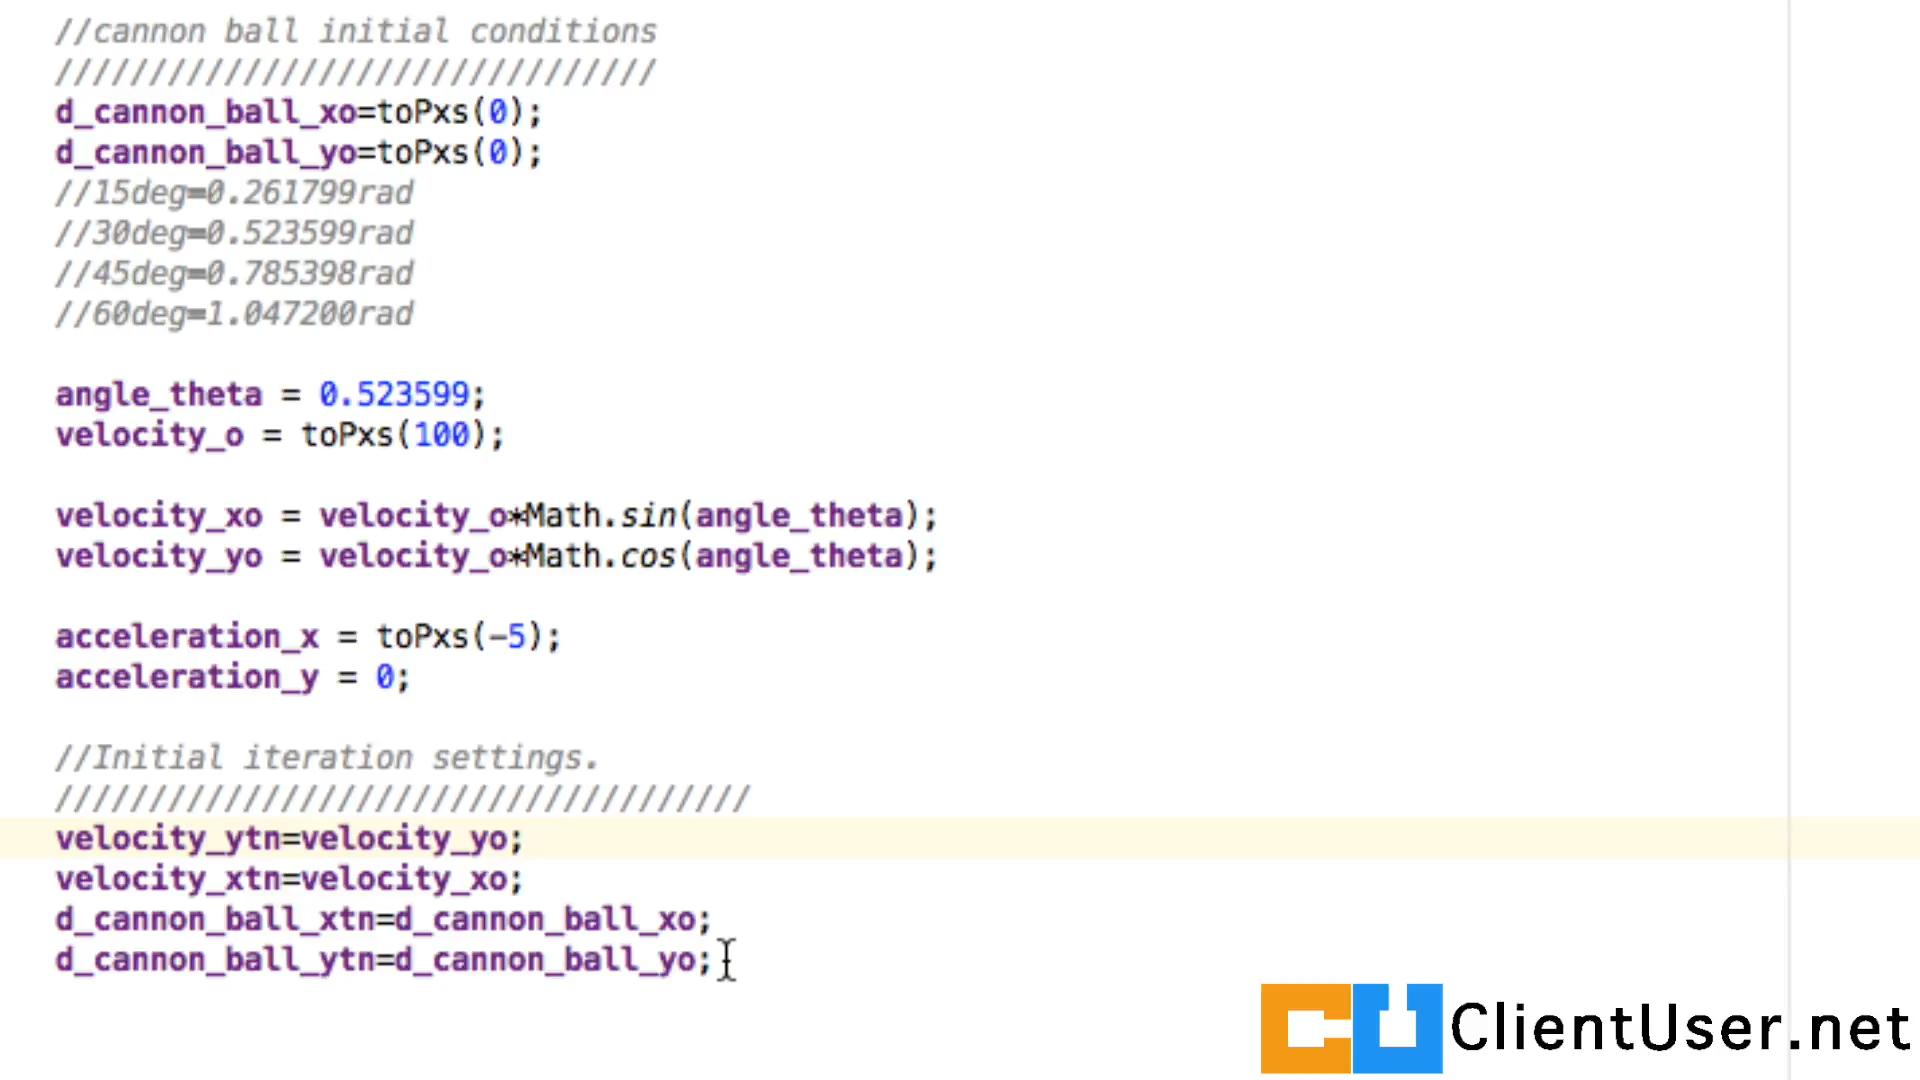 //cannon ball initial conditions
////////////////////////////////
d_cannon_ball_xo=toPxs(0);
d_cannon_ball_yo=toPxs(0);
//15deg=0.261799rad
//30deg=0.523599rad
//45deg=0.785398rad
//60deg=1.047200rad
angle_theta = 0.523599;
velocity_o = toPxs(100);
velocity_xo = velocity_o*Math.sin(angle_theta);
velocity_yo = velocity_o*Math.cos(angle_theta);
acceleration_x = toPxs(-5);
acceleration_y = 0;
//Initial iteration settings.
/////////////////////////////////////
velocity_ytn=velocity_yo;
velocity_xtn=velocity_xo;
d_cannon_ball_xtn=d_cannon_ball_xo;
d_cannon_ball_ytn=d_cannon_ball_yo;
CU ClientUser.net